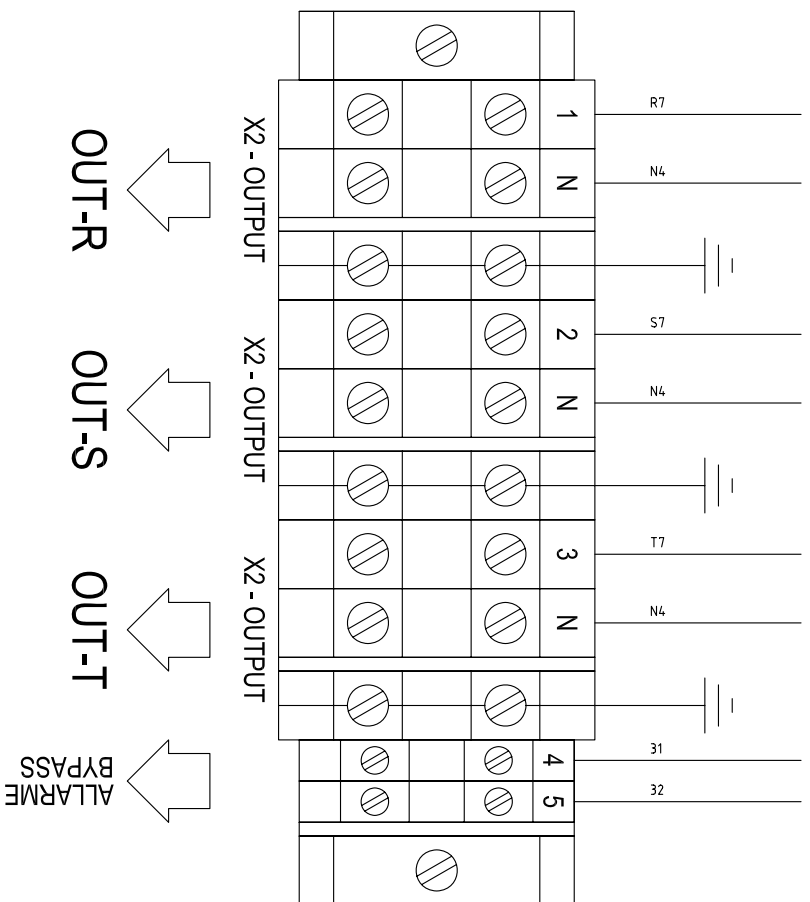 OUT-R
X2 - OUTPUT
1
R7
N
N4
OUT-S
X2 - OUTPUT
2
S7
N
N4
OUT-T
X2 - OUTPUT
3
T7
N
N4
ALLARME
BYPASS
4
31
5
32